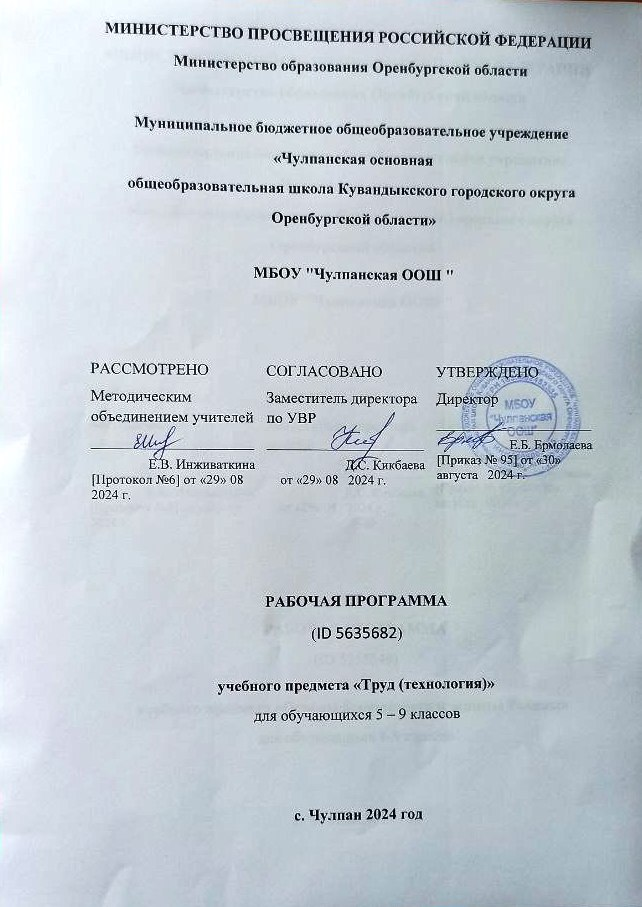 МИНИСТЕРСТВО ПРОСВЕЩЕНИЯ РОССИЙСКОЙ ФЕДЕРАЦИИ
Министерство образования Оренбургской области
Муниципальное бюджетное общеобразовательное учреждение
«Чулпанская основная
общеобразовательная школа Кувандыкского городского округа
Оренбургской области»
МБОУ "Чулпанская ООШ "
РАССМОТРЕНО
Методическим
объединением учителей
Е.В. Инживаткина
[Протокол №6] от «29» 08
2024 г.
СОГЛАСОВАНО
Заместитель директора
по УВР
Д.С. Кикбаева
от «29» 08 2024 г.
УТВЕРЖДЕНО
Директор
Е.Б. Ермолаева
[Приказ № 95] от «30»
августа 2024 г.
МБОУ
"Чулпанская
ООШ"
РАБОЧАЯ ПРОГРАММА
(ID 5635682)
учебного предмета «Труд (технология)»
для обучающихся 5 – 9 классов
с. Чулпан 2024 год